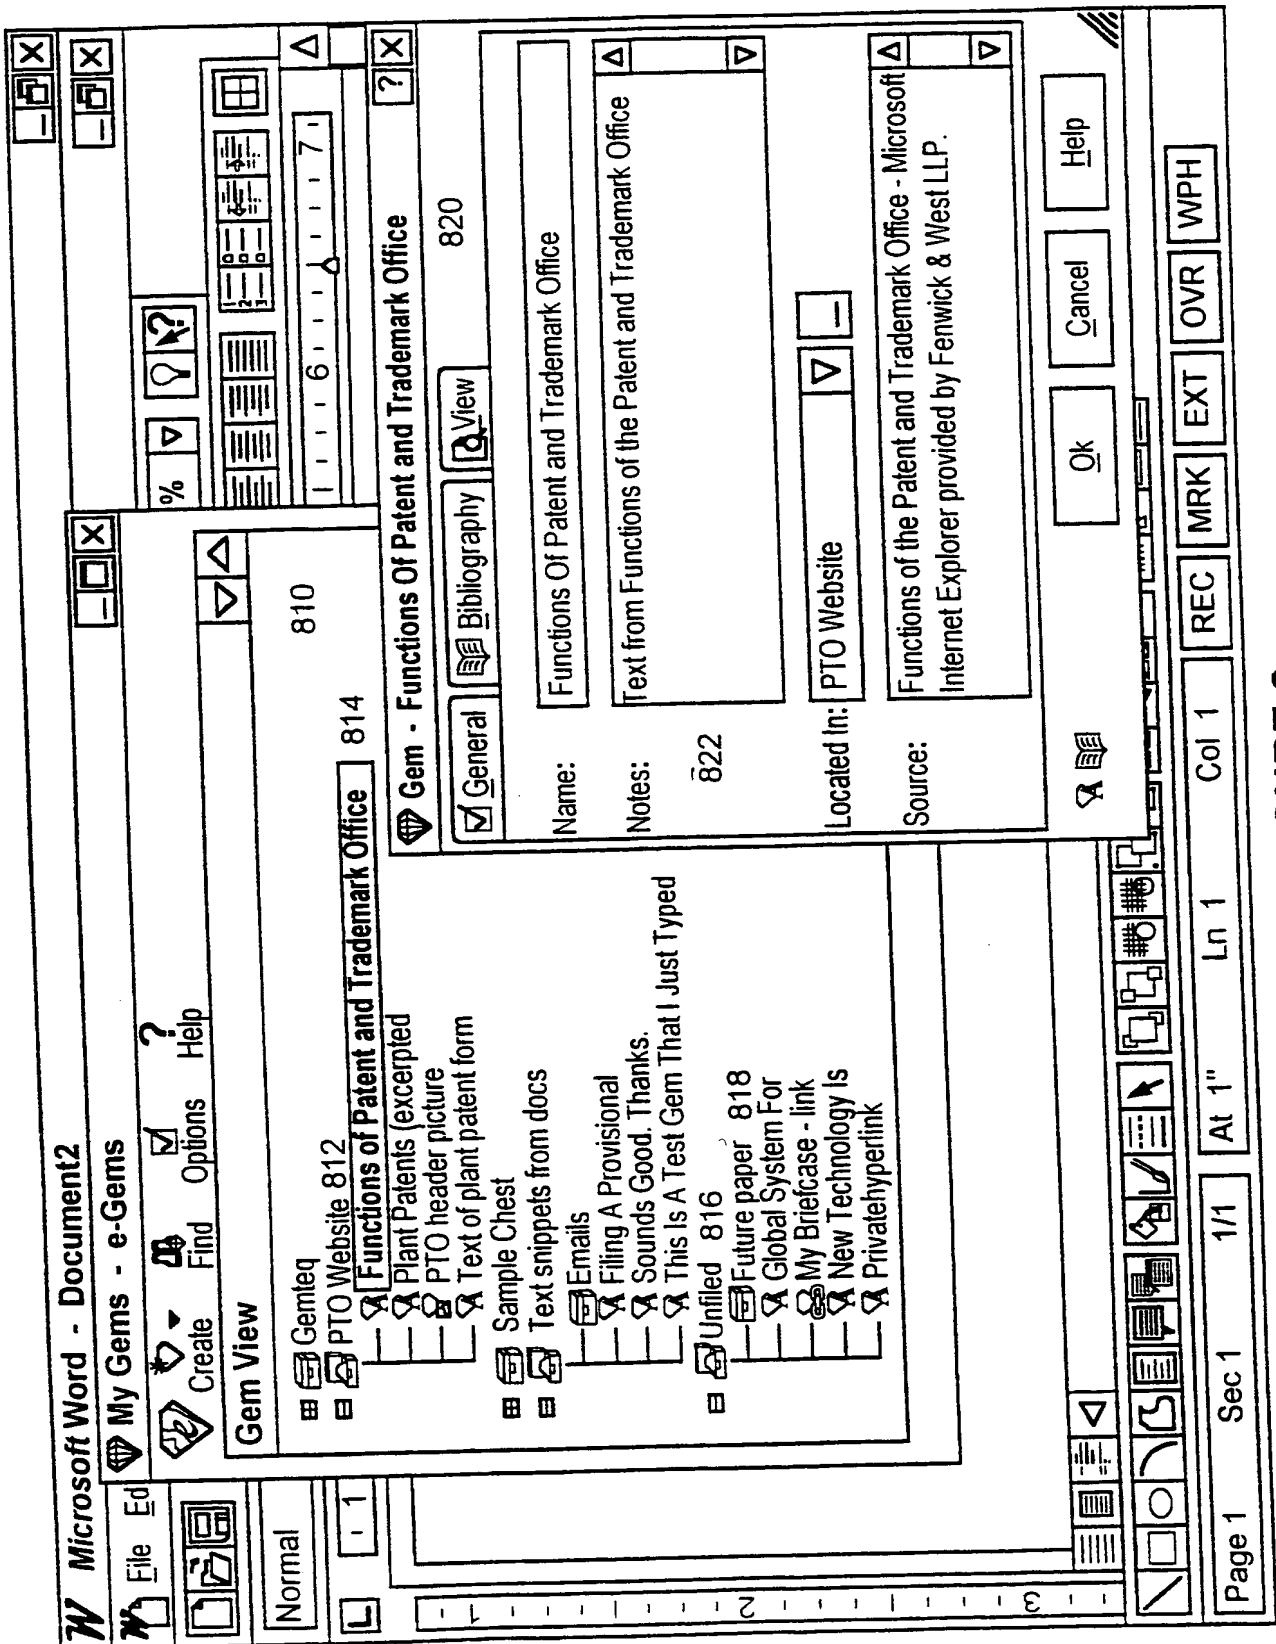 Microsoft Word - Document2
My Gems - e-Gems
File Ed
Create Find Options Help
%
Normal
Gem View
L
1
6 7
810
Gemteq
PTO Website 812
Functions of Patent and Trademark Office 814
Plant Patents (excerpted
PTO header picture
Text of plant patent form
Sample Chest
Text snippets from docs
Emails
Filing A Provisional
Sounds Good. Thanks.
This Is A Test Gem That I Just Typed
Unfiled 816
Future paper 818
Global System For
My Briefcase - link
New Technology Is
Privatehyperlink
Gem - Functions Of Patent and Trademark Office
General Bibliography View 820
Name: Functions Of Patent and Trademark Office
Notes: Text from Functions of the Patent and Trademark Office
822
Located In: PTO Website
Source: Functions of the Patent and Trademark Office - Microsoft
Internet Explorer provided by Fenwick & West LLP.
Ok Cancel Help
1
2
3
Page 1 Sec 1 1/1 At 1" Ln 1 Col 1 REC MRK EXT OVR WPH